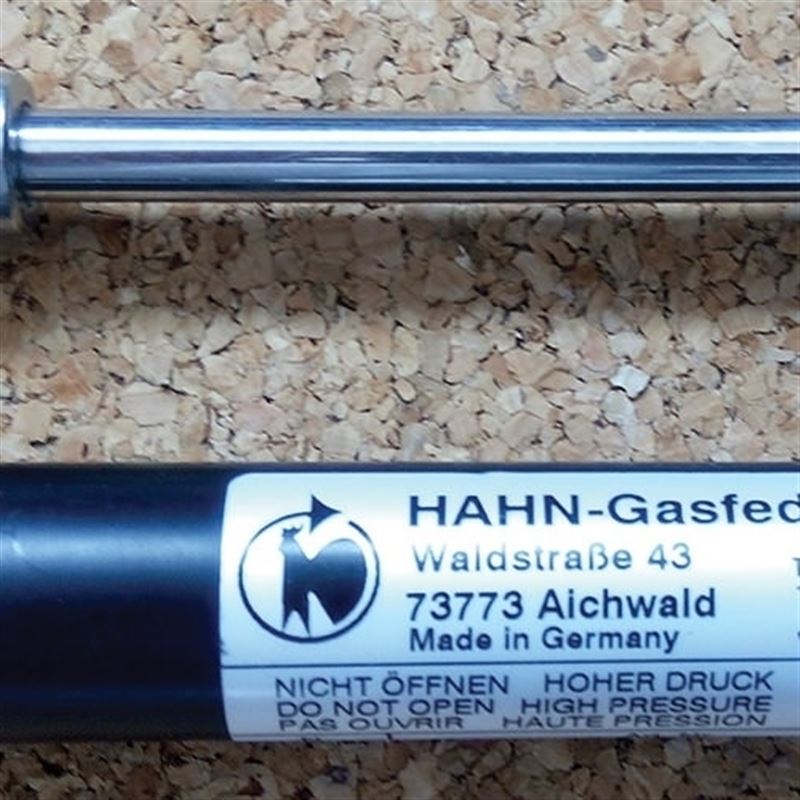 HAHN-Gasfed
Waldstraße 43
73773 Aichwald
Made in Germany
NICHT ÖFFNEN HOHER DRUCK
DO NOT OPEN HIGH PRESSURE
PAS OUVRIR HAUTE PRESSION